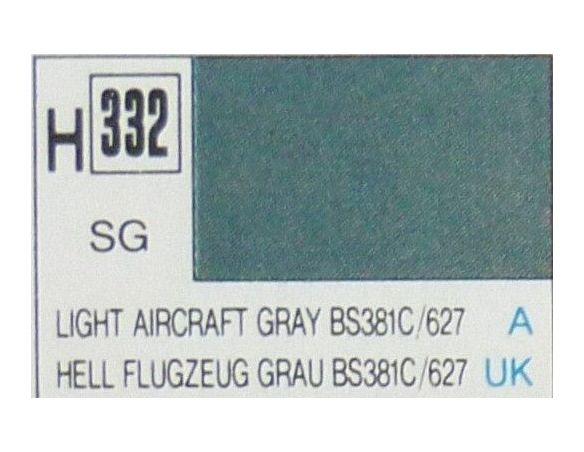 H 332
SG
LIGHT AIRCRAFT GRAY BS381C/627 A
HELL FLUGZEUG GRAU BS381C/627 UK